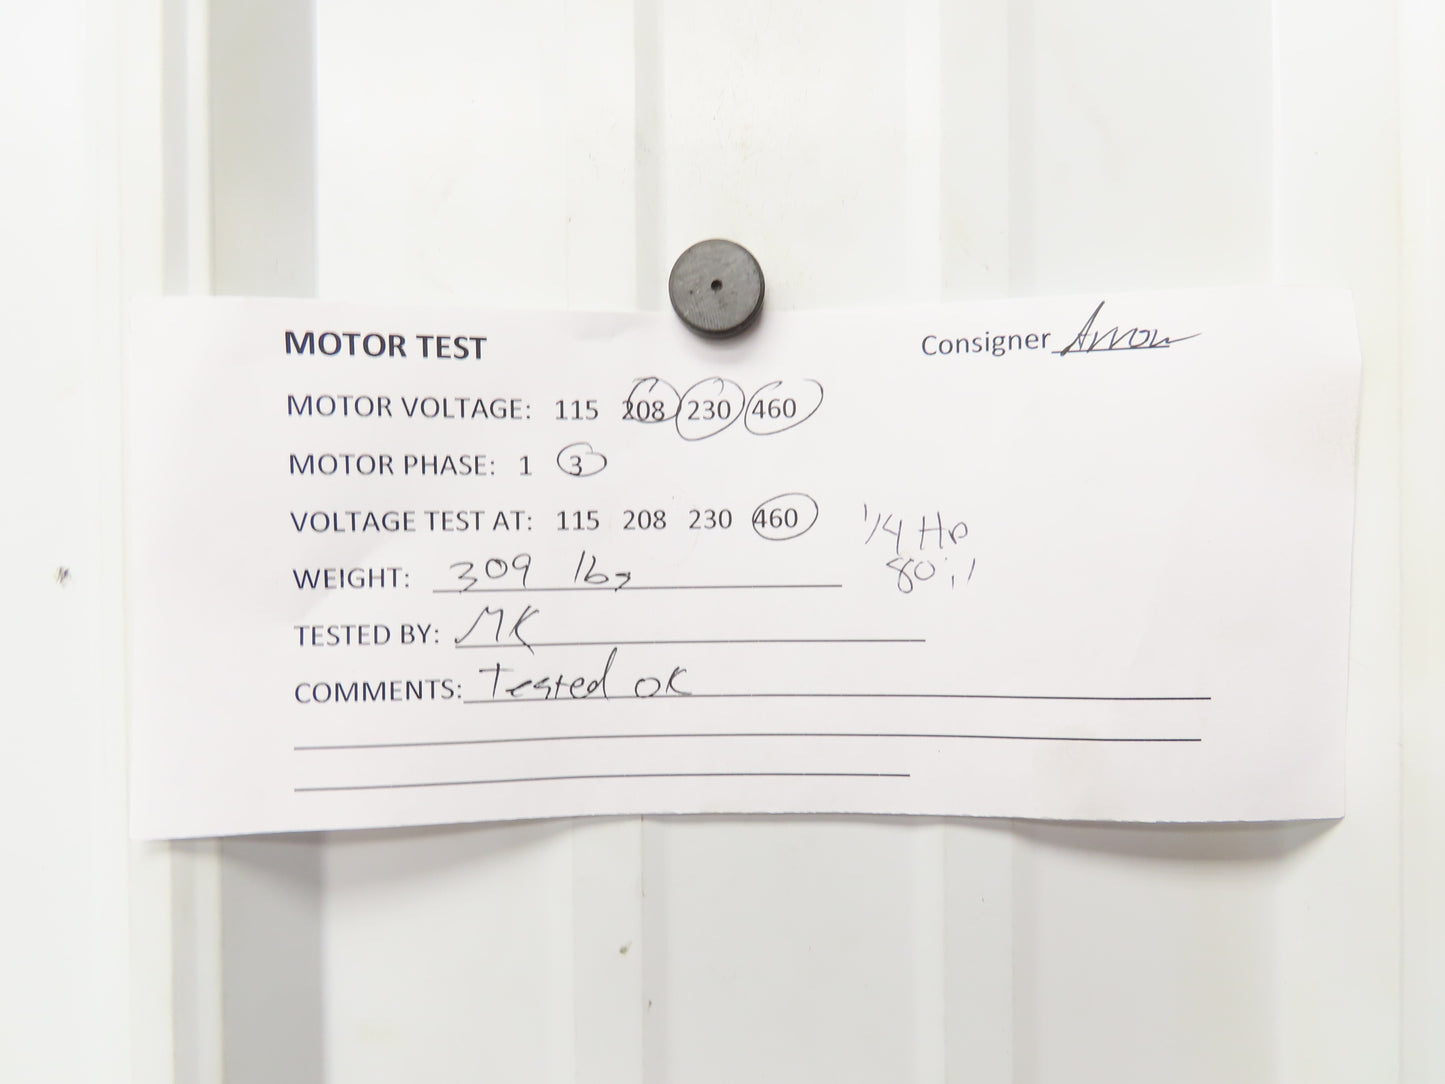 MOTOR TEST
Consigner Arrow
MOTOR VOLTAGE: 115 208 230 460
MOTOR PHASE: 1 3
VOLTAGE TEST AT: 115 208 230 460
1/4 Hp
80:1
WEIGHT: 309 lbs
TESTED BY: MK
COMMENTS: Tested OK